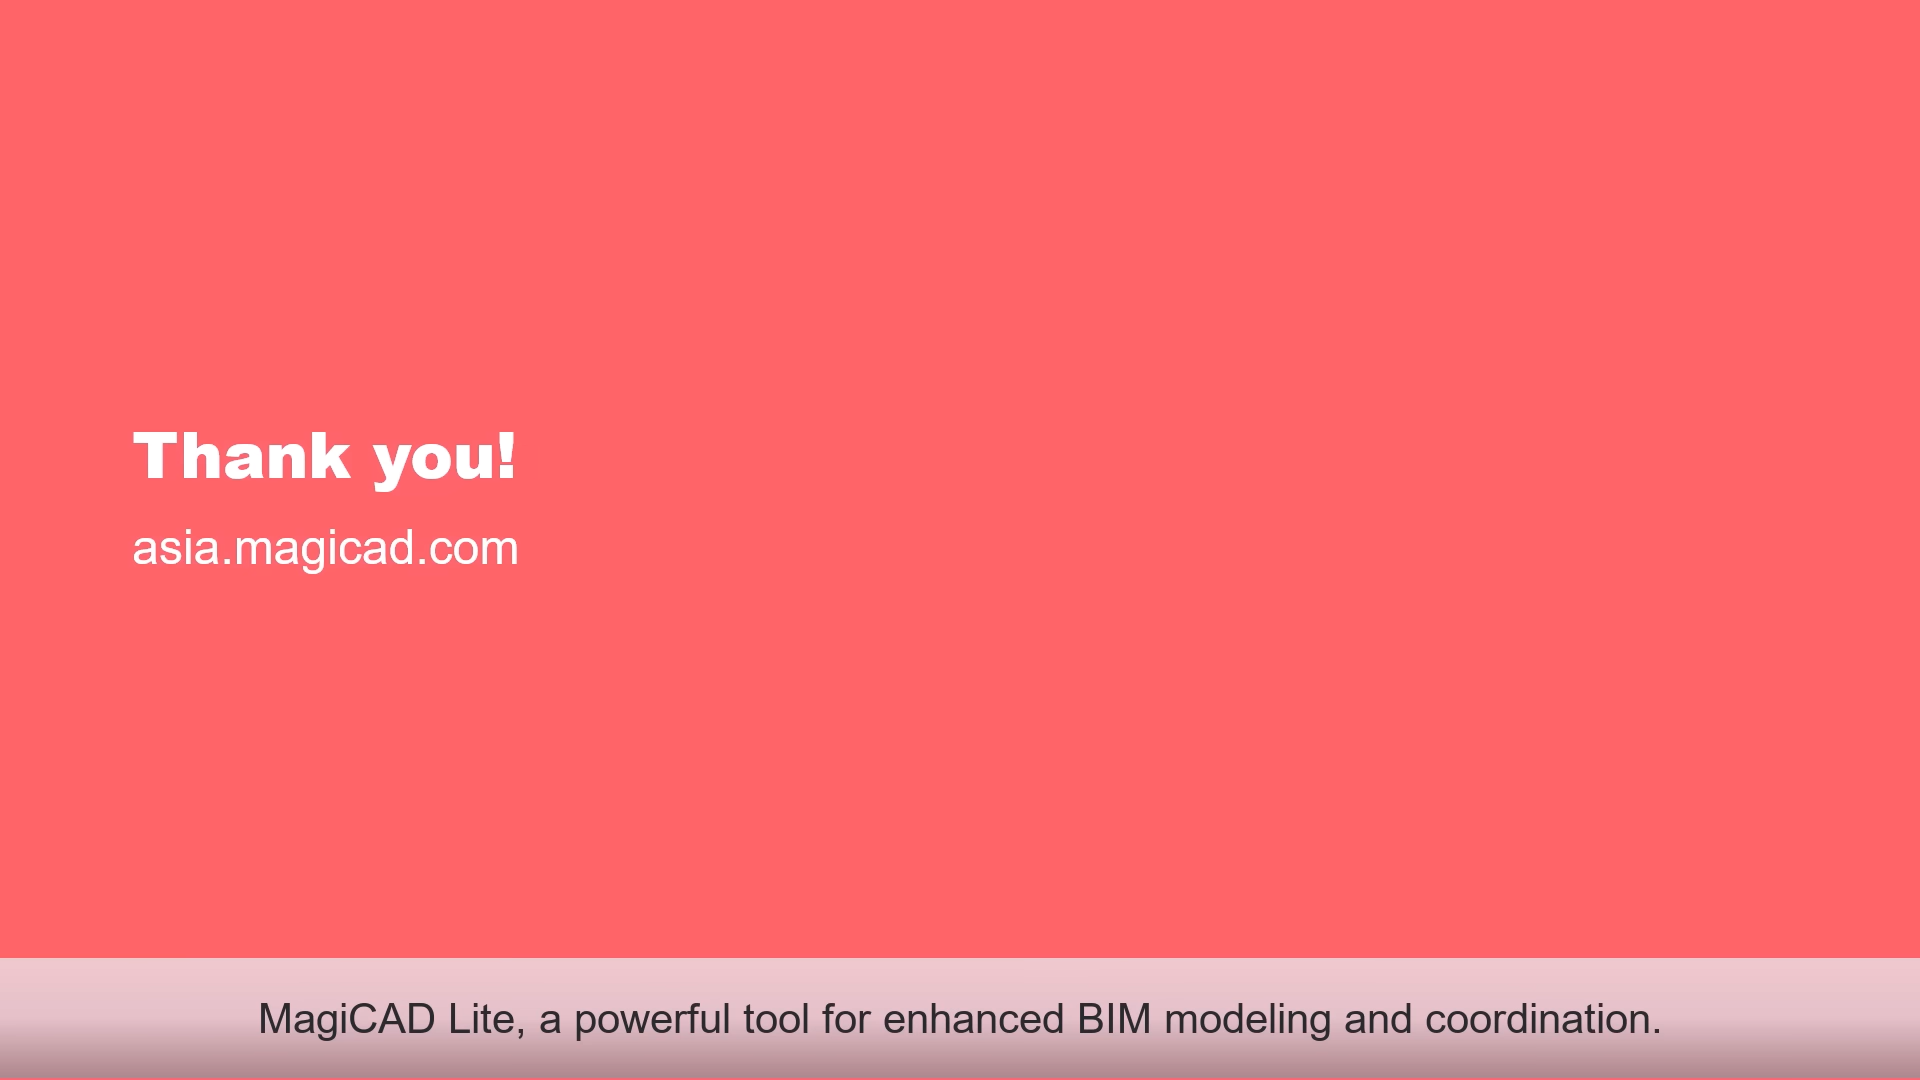 Thank you!
asia.magicad.com
MagiCAD Lite, a powerful tool for enhanced BIM modeling and coordination.